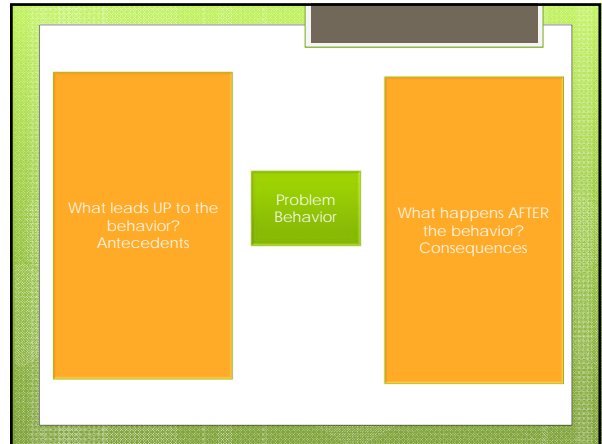 What leads UP to the
behavior?
Antecedents
Problem
Behavior
What happens AFTER
the behavior?
Consequences